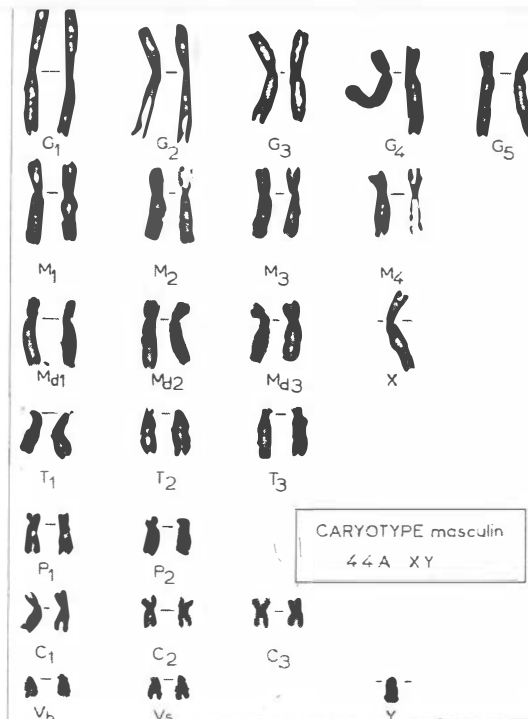 G1 G2 G3 G4 G5
M1 M2 M3 M4
Md1 Md2 Md3 X
T1 T2 T3
CARYOTYPE masculin
44A XY
P1 P2
C1 C2 C3
Vh Vs Y